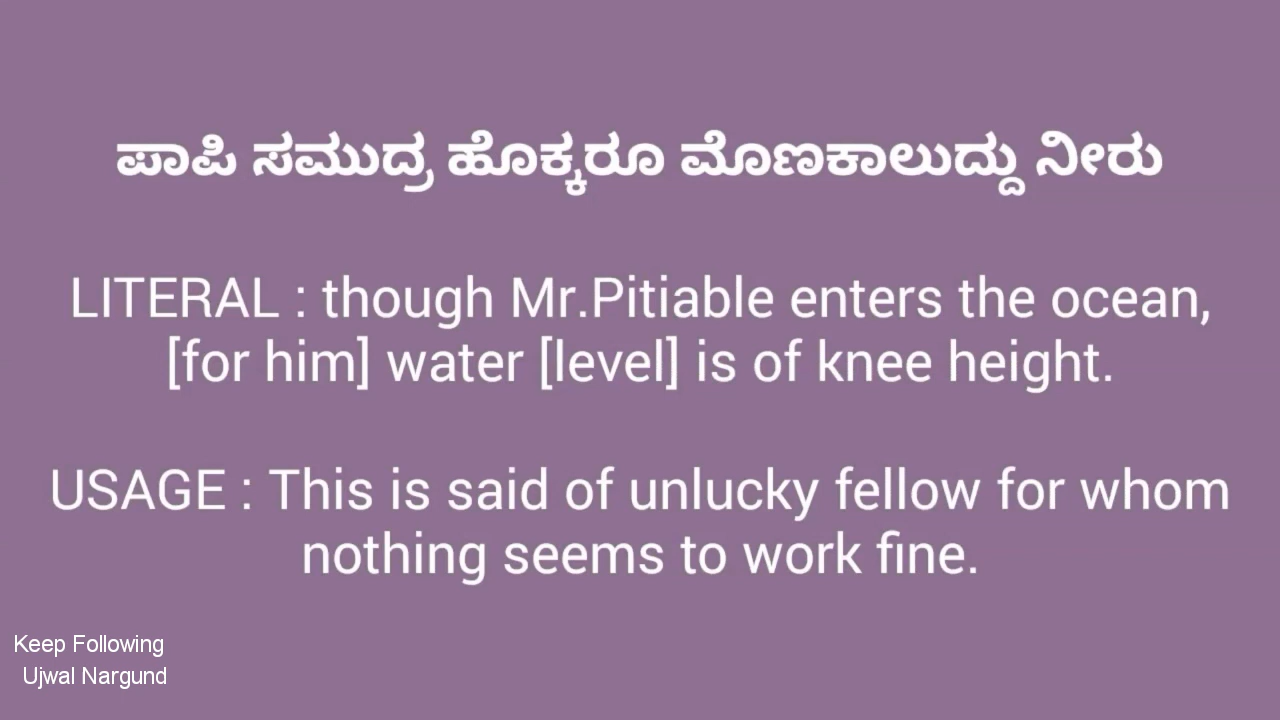 ಪಾಪಿ ಸಮುದ್ರ ಹೊಕ್ಕರೂ ಮೊಣಕಾಲುದ್ದು ನೀರು
LITERAL : though Mr.Pitiable enters the ocean,
[for him] water [level] is of knee height.
USAGE : This is said of unlucky fellow for whom
nothing seems to work fine.
Keep Following
Ujwal Nargund